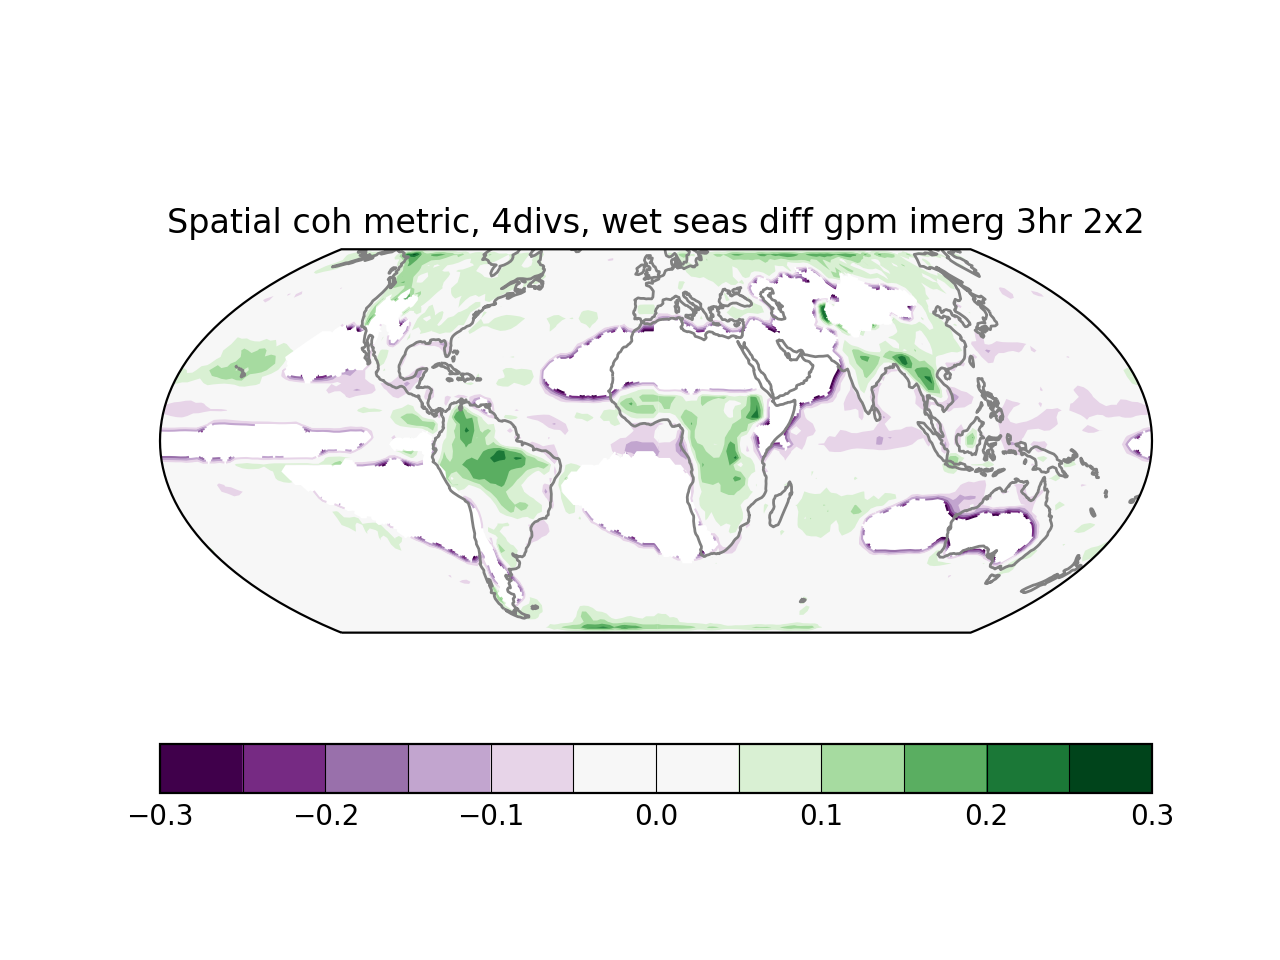 Spatial coh metric, 4divs, wet seas diff gpm imerg 3hr 2x2
−0.3 −0.2 −0.1 0.0 0.1 0.2 0.3